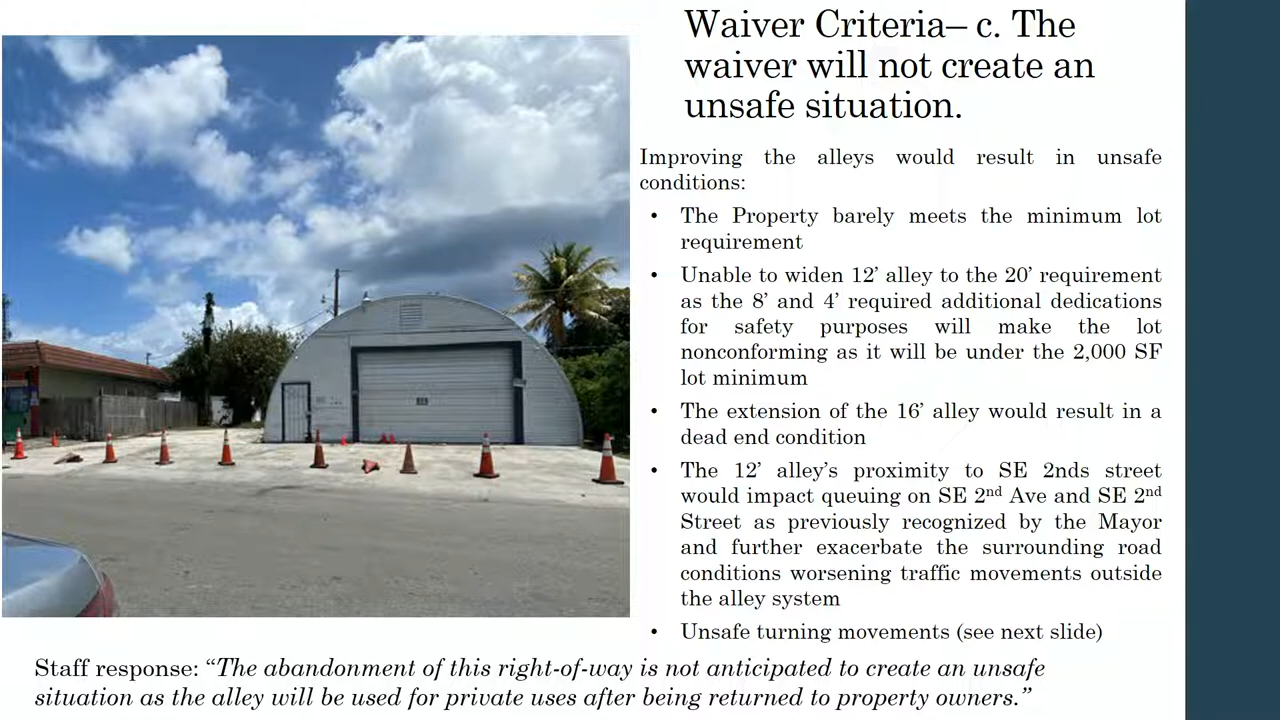 Waiver Criteria– c. The
waiver will not create an
unsafe situation.
Improving the alleys would result in unsafe
conditions:
• The Property barely meets the minimum lot
requirement
• Unable to widen 12’ alley to the 20’ requirement
as the 8’ and 4’ required additional dedications
for safety purposes will make the lot
nonconforming as it will be under the 2,000 SF
lot minimum
• The extension of the 16’ alley would result in a
dead end condition
• The 12’ alley’s proximity to SE 2nds street
would impact queuing on SE 2nd Ave and SE 2nd
Street as previously recognized by the Mayor
and further exacerbate the surrounding road
conditions worsening traffic movements outside
the alley system
• Unsafe turning movements (see next slide)
Staff response: “The abandonment of this right-of-way is not anticipated to create an unsafe
situation as the alley will be used for private uses after being returned to property owners.”